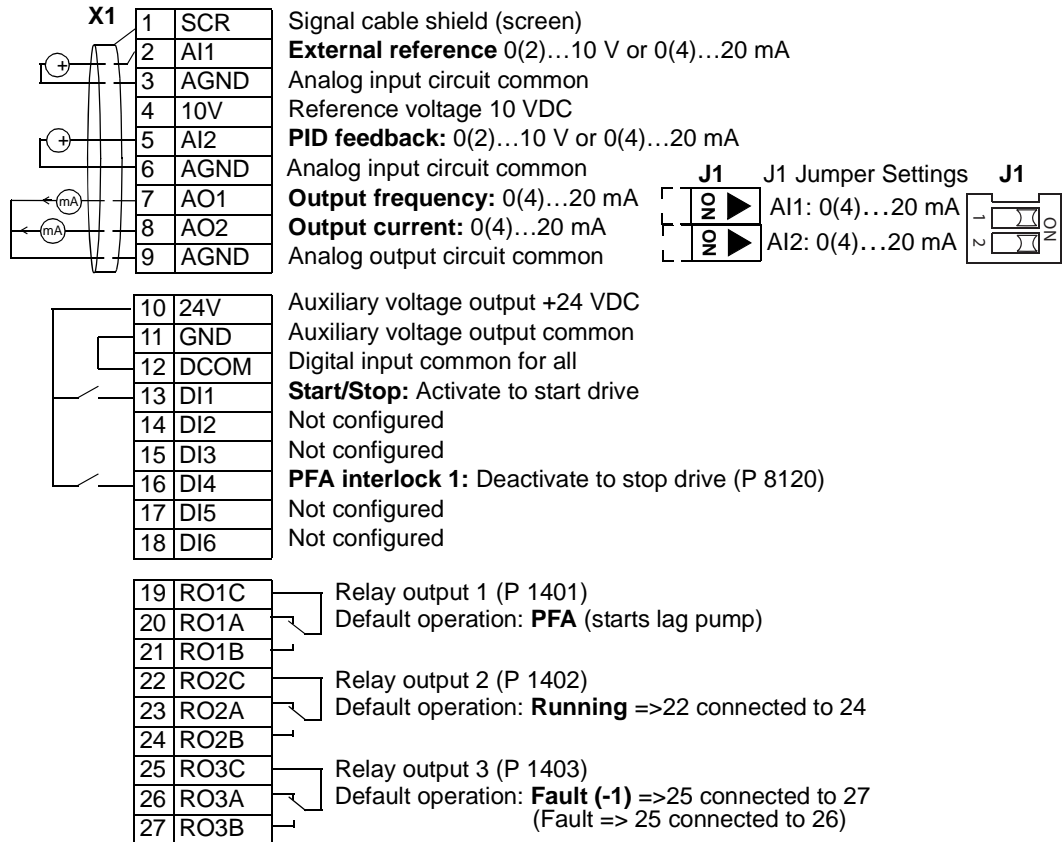 X1
1 SCR Signal cable shield (screen)
2 AI1 External reference 0(2)…10 V or 0(4)…20 mA
+
3 AGND Analog input circuit common
4 10V Reference voltage 10 VDC
+
5 AI2 PID feedback: 0(2)…10 V or 0(4)…20 mA
6 AGND Analog input circuit common
J1 J1 Jumper Settings J1
mA
7 AO1 Output frequency: 0(4)…20 mA
ON AI1: 0(4)…20 mA 1
mA
8 AO2 Output current: 0(4)…20 mA
ON AI2: 0(4)…20 mA 2 ON
9 AGND Analog output circuit common
10 24V Auxiliary voltage output +24 VDC
11 GND Auxiliary voltage output common
12 DCOM Digital input common for all
13 DI1 Start/Stop: Activate to start drive
14 DI2 Not configured
15 DI3 Not configured
16 DI4 PFA interlock 1: Deactivate to stop drive (P 8120)
17 DI5 Not configured
18 DI6 Not configured
19 RO1C Relay output 1 (P 1401)
20 RO1A Default operation: PFA (starts lag pump)
21 RO1B
22 RO2C Relay output 2 (P 1402)
23 RO2A Default operation: Running =>22 connected to 24
24 RO2B
25 RO3C Relay output 3 (P 1403)
26 RO3A Default operation: Fault (-1) =>25 connected to 27
27 RO3B (Fault => 25 connected to 26)